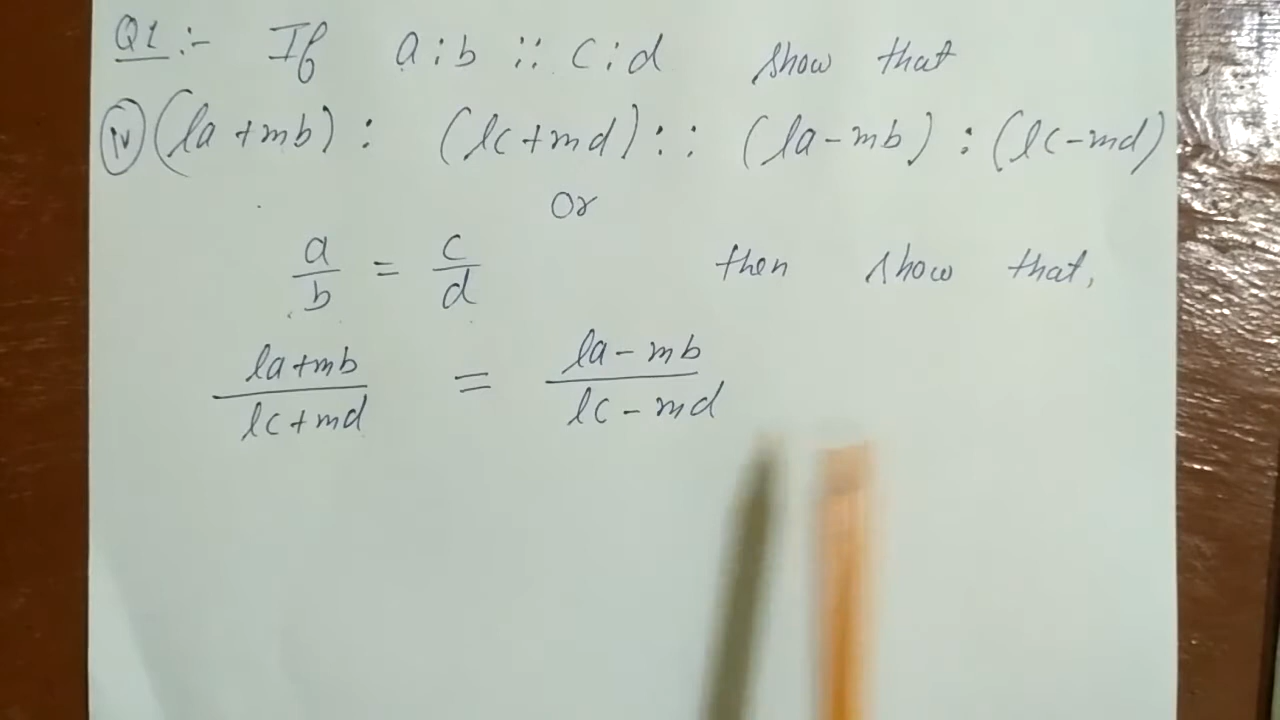 Q1:- If a:b :: c:d show that
(iv) (la+mb) : (lc+md) :: (la-mb) : (lc-md)
Or
a/b = c/d then show that,
la+mb/lc+md = la-mb/lc-md